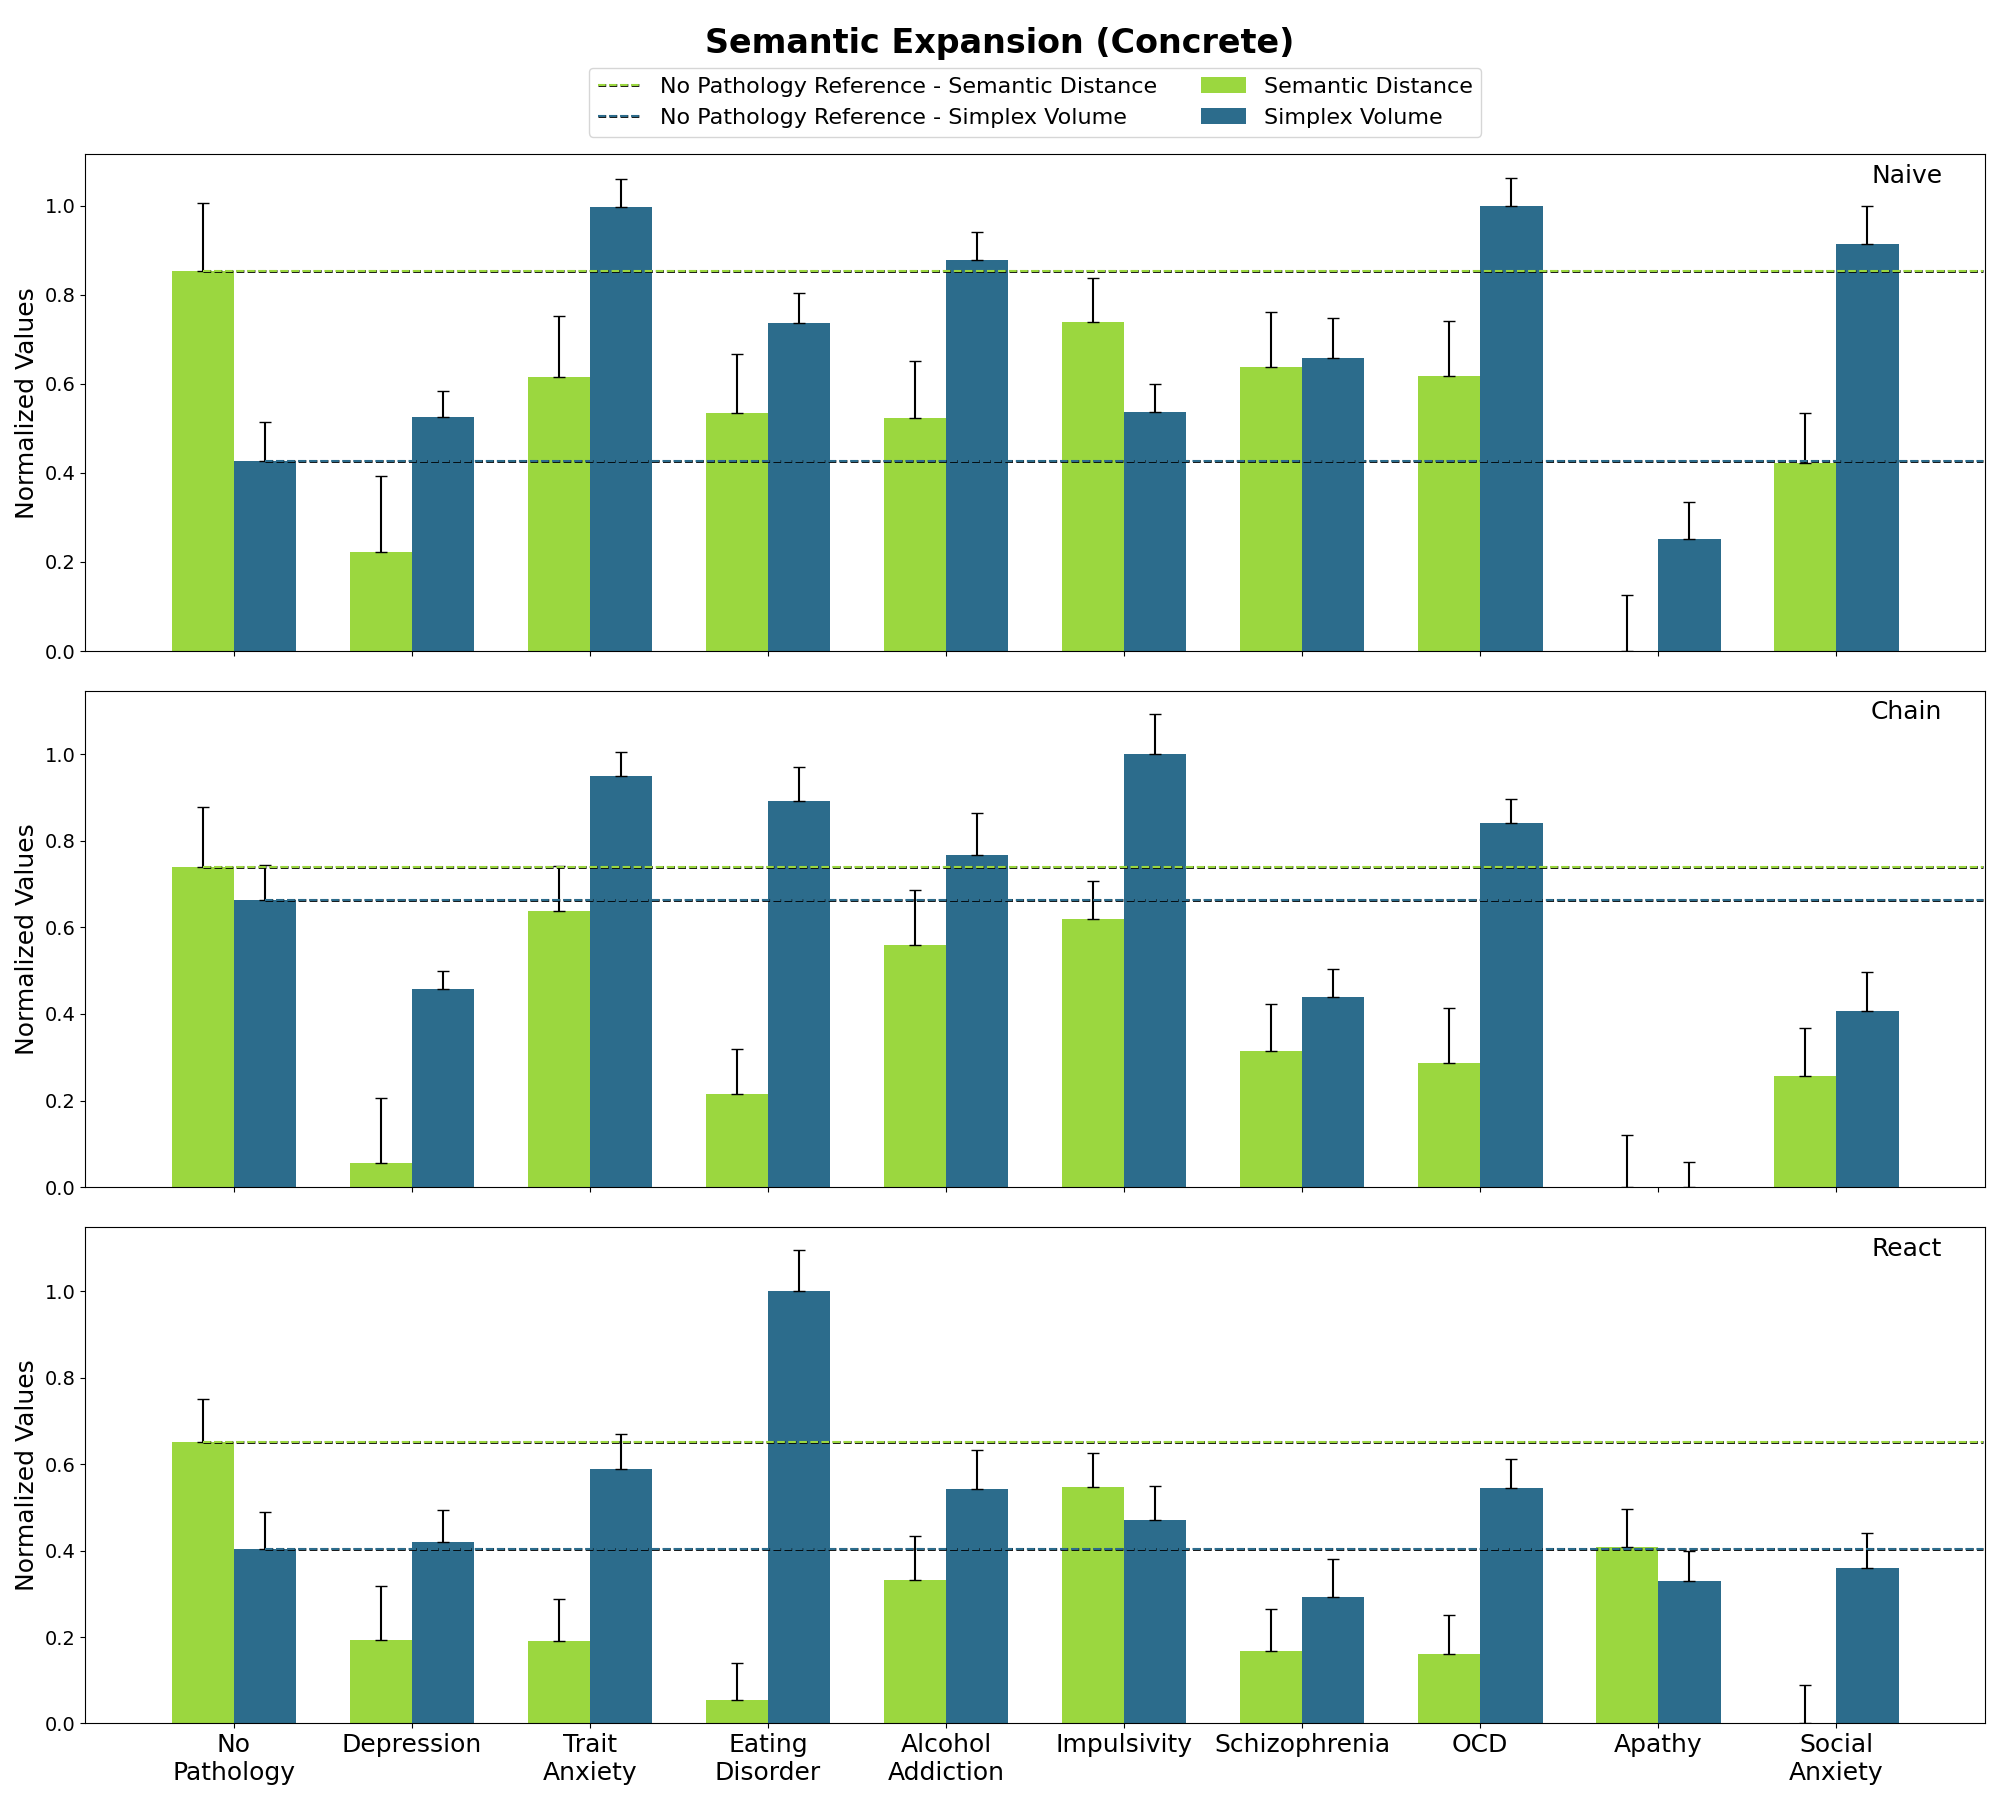 Semantic Expansion (Concrete)
No Pathology Reference - Semantic Distance
No Pathology Reference - Simplex Volume
Semantic Distance
Simplex Volume
Naive
Normalized Values
1.0
0.8
0.6
0.4
0.2
0.0
Chain
Normalized Values
1.0
0.8
0.6
0.4
0.2
0.0
React
Normalized Values
1.0
0.8
0.6
0.4
0.2
0.0
No
Pathology
Depression
Trait
Anxiety
Eating
Disorder
Alcohol
Addiction
Impulsivity
Schizophrenia
OCD
Apathy
Social
Anxiety